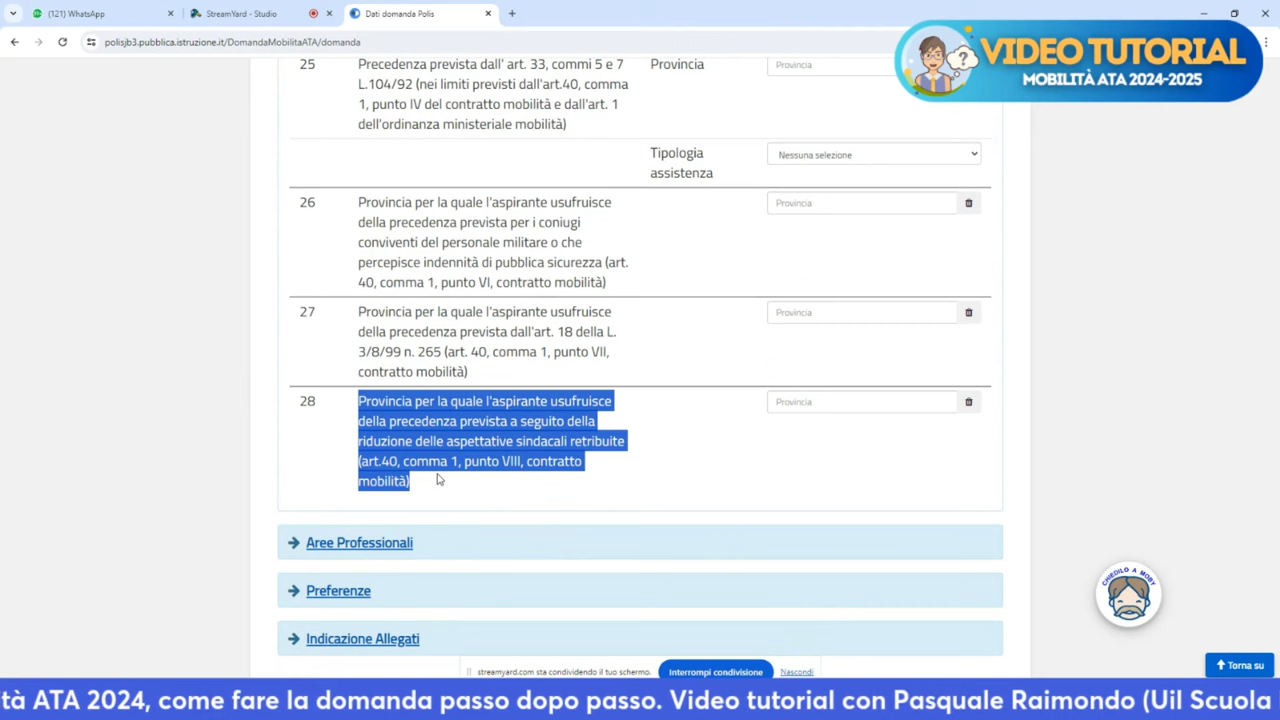 (121) WhatsApp
StreamYard - Studio
Dati domanda Polis
polisjb3.pubblica.istruzione.it/DomandaMobilitaATA/domanda
VIDEO TUTORIAL
MOBILITÀ ATA 2024-2025
25
Precedenza prevista dall' art. 33, commi 5 e 7
L.104/92 (nei limiti previsti dall'art.40, comma
1, punto IV del contratto mobilità e dall'art. 1
dell'ordinanza ministeriale mobilità)
Provincia
Provincia
Tipologia
assistenza
Nessuna selezione
26
Provincia per la quale l'aspirante usufruisce
della precedenza prevista per i coniugi
conviventi del personale militare o che
percepisce indennità di pubblica sicurezza (art.
40, comma 1, punto VI, contratto mobilità)
Provincia
27
Provincia per la quale l'aspirante usufruisce
della precedenza prevista dall'art. 18 della L.
3/8/99 n. 265 (art. 40, comma 1, punto VII,
contratto mobilità)
Provincia
28
Provincia per la quale l'aspirante usufruisce
della precedenza prevista a seguito della
riduzione delle aspettative sindacali retribuite
(art.40, comma 1, punto VIII, contratto
mobilità)
Provincia
Aree Professionali
Preferenze
Indicazione Allegati
CHIEDILO A MOBY
streamyard.com sta condividendo il tuo schermo.
Interrompi condivisione
Nascondi
Torna su
ità ATA 2024, come fare la domanda passo dopo passo. Video tutorial con Pasquale Raimondo (Uil Scuola